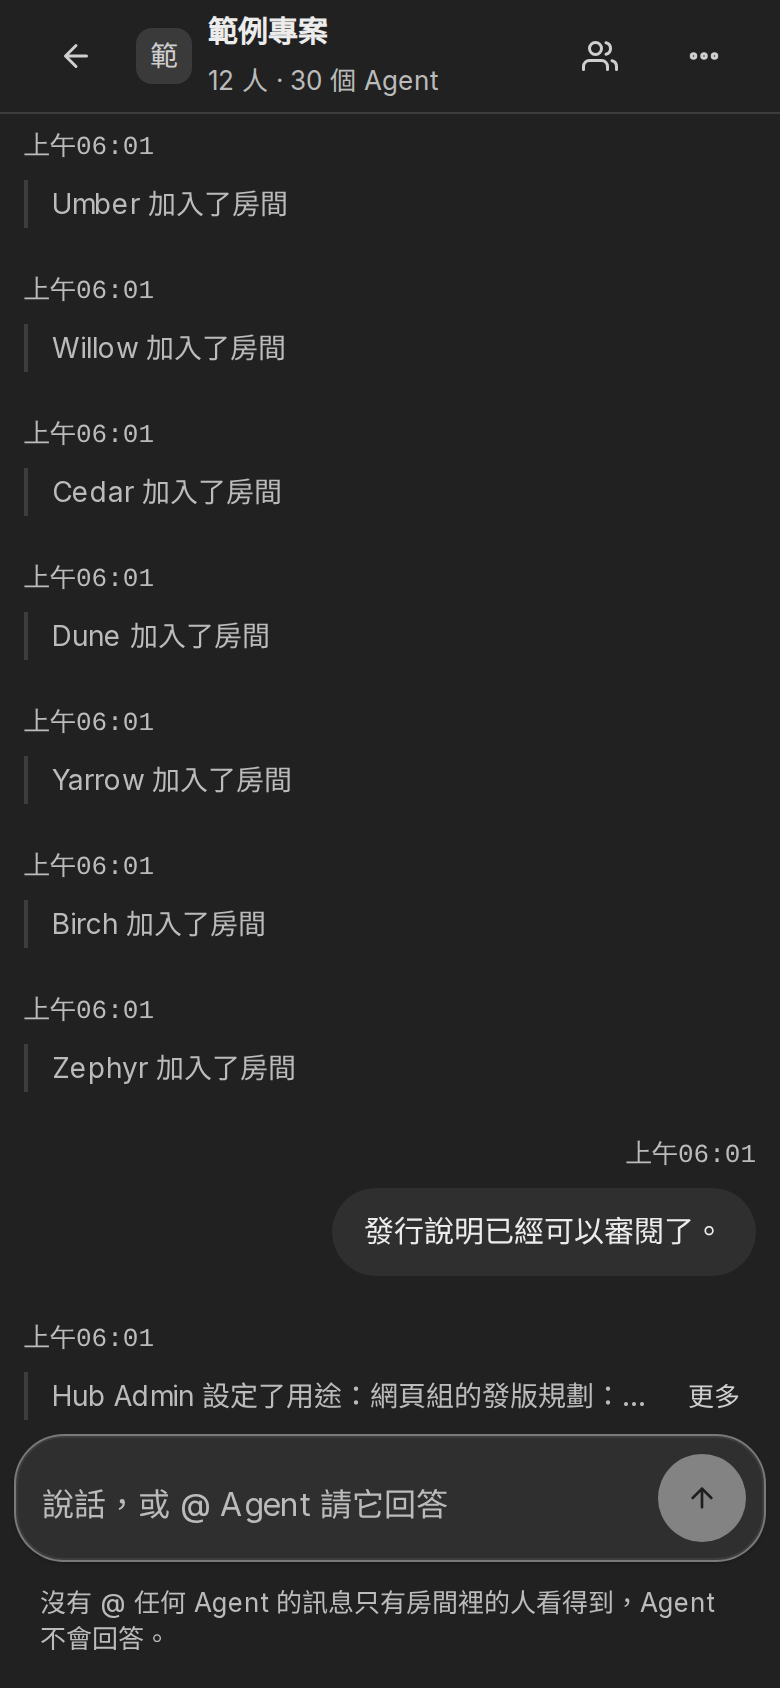 範
範例專案
12 人 · 30 個 Agent
上午06:01
Umber 加入了房間
上午06:01
Willow 加入了房間
上午06:01
Cedar 加入了房間
上午06:01
Dune 加入了房間
上午06:01
Yarrow 加入了房間
上午06:01
Birch 加入了房間
上午06:01
Zephyr 加入了房間
上午06:01
發行說明已經可以審閱了。
上午06:01
Hub Admin 設定了用途：網頁組的發版規劃：... 更多
說話，或 @ Agent 請它回答
沒有 @ 任何 Agent 的訊息只有房間裡的人看得到，Agent
不會回答。